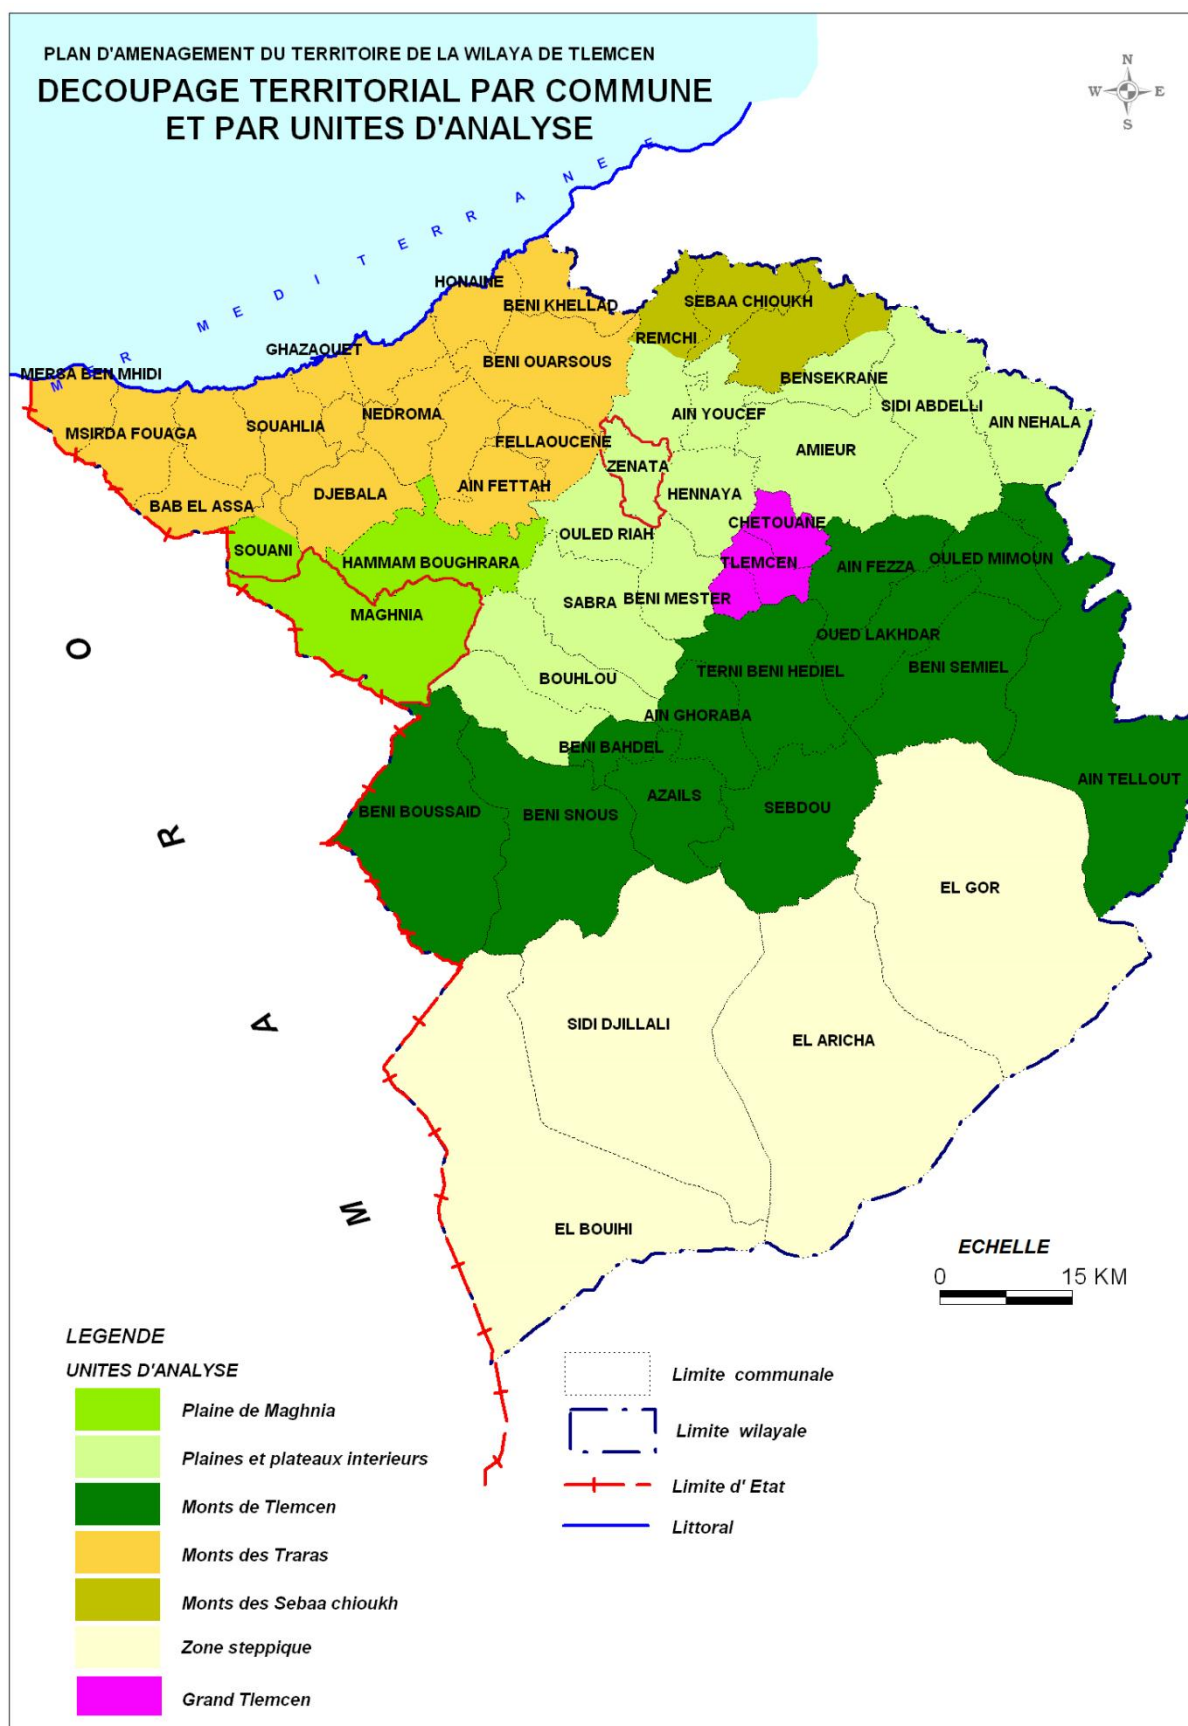 PLAN D'AMENAGEMENT DU TERRITOIRE DE LA WILAYA DE TLEMCEN
DECOUPAGE TERRITORIAL PAR COMMUNE
ET PAR UNITES D'ANALYSE
N
W E
S
MER MEDITERRANEE
HONAINE
BENI KHELLAD
SEBAA CHIOUKH
REMCHI
GHAZAOUET
BENI OUARSOUS
MERSA BEN MHIDI
BENSEKRANE
NEDROMA
AIN YOUCEF
SIDI ABDELLI
AIN NEHALA
MSIRDA FOUAGA
SOUAHLIA
FELLAOUCENE
AMIEUR
ZENATA
AIN FETTAH
DJEBALA
HENNAYA
BAB EL ASSA
CHETOUANE
OULED RIAH
SOUANI
HAMMAM BOUGHRARA
TLEMCEN
AIN FEZZA
OULED MIMOUN
SABRA
BENI MESTER
MAGHNIA
OUED LAKHDAR
BENI SEMIEL
BOUHLOU
TERNI BENI HEDIEL
AIN GHORABA
BENI BAHDEL
AIN TELLOUT
BENI BOUSSAID
BENI SNOUS
AZAILS
SEBDOU
EL GOR
SIDI DJILLALI
EL ARICHA
EL BOUIHI
MAROC
ECHELLE
0 15 KM
LEGENDE
UNITES D'ANALYSE
Plaine de Maghnia
Plaines et plateaux interieurs
Monts de Tlemcen
Monts des Traras
Monts des Sebaa chioukh
Zone steppique
Grand Tlemcen
Limite communale
Limite wilayale
Limite d' Etat
Littoral